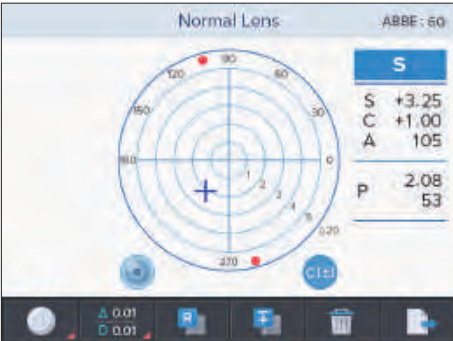 Normal Lens
ABBE: 60
S
S +3.25
C +1.00
A 105
P 2.08
53
90
120
60
150
30
180
0
1
2
3
4
5
Δ20
270
C(±)
Δ 0.01
D 0.01
R